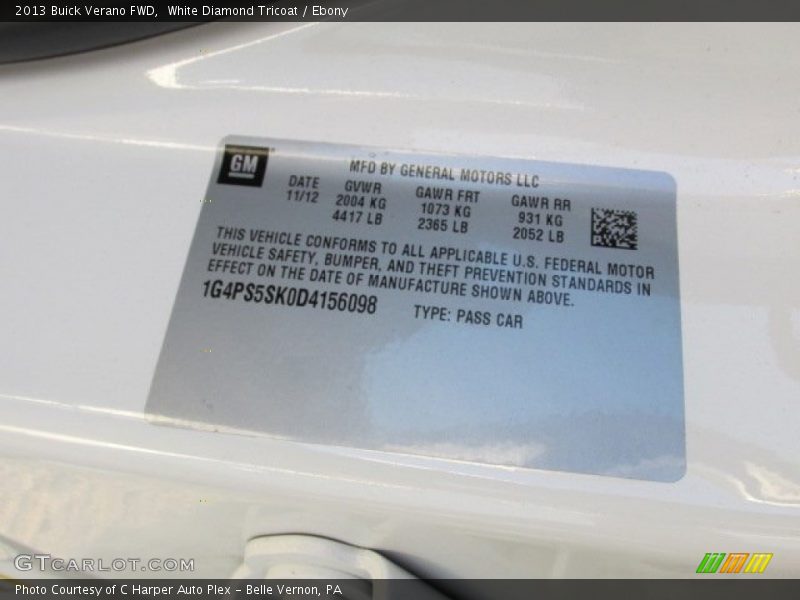 2013 Buick Verano FWD,  White Diamond Tricoat / Ebony
GM
MFD BY GENERAL MOTORS LLC
DATE GVWR GAWR FRT GAWR RR
11/12 2004 KG 1073 KG 931 KG
4417 LB 2365 LB 2052 LB
THIS VEHICLE CONFORMS TO ALL APPLICABLE U.S. FEDERAL MOTOR
VEHICLE SAFETY, BUMPER, AND THEFT PREVENTION STANDARDS IN
EFFECT ON THE DATE OF MANUFACTURE SHOWN ABOVE.
1G4PS5SK0D4156098 TYPE: PASS CAR
GTCARLOT.COM
Photo Courtesy of C Harper Auto Plex - Belle Vernon, PA